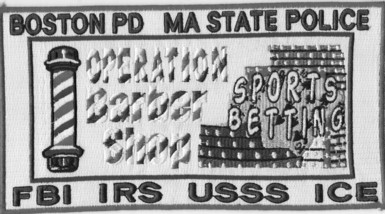 BOSTON PD MA STATE POLICE
OPERATION
Barber
Shop
SPORTS
BETTING
FBI IRS USSS ICE